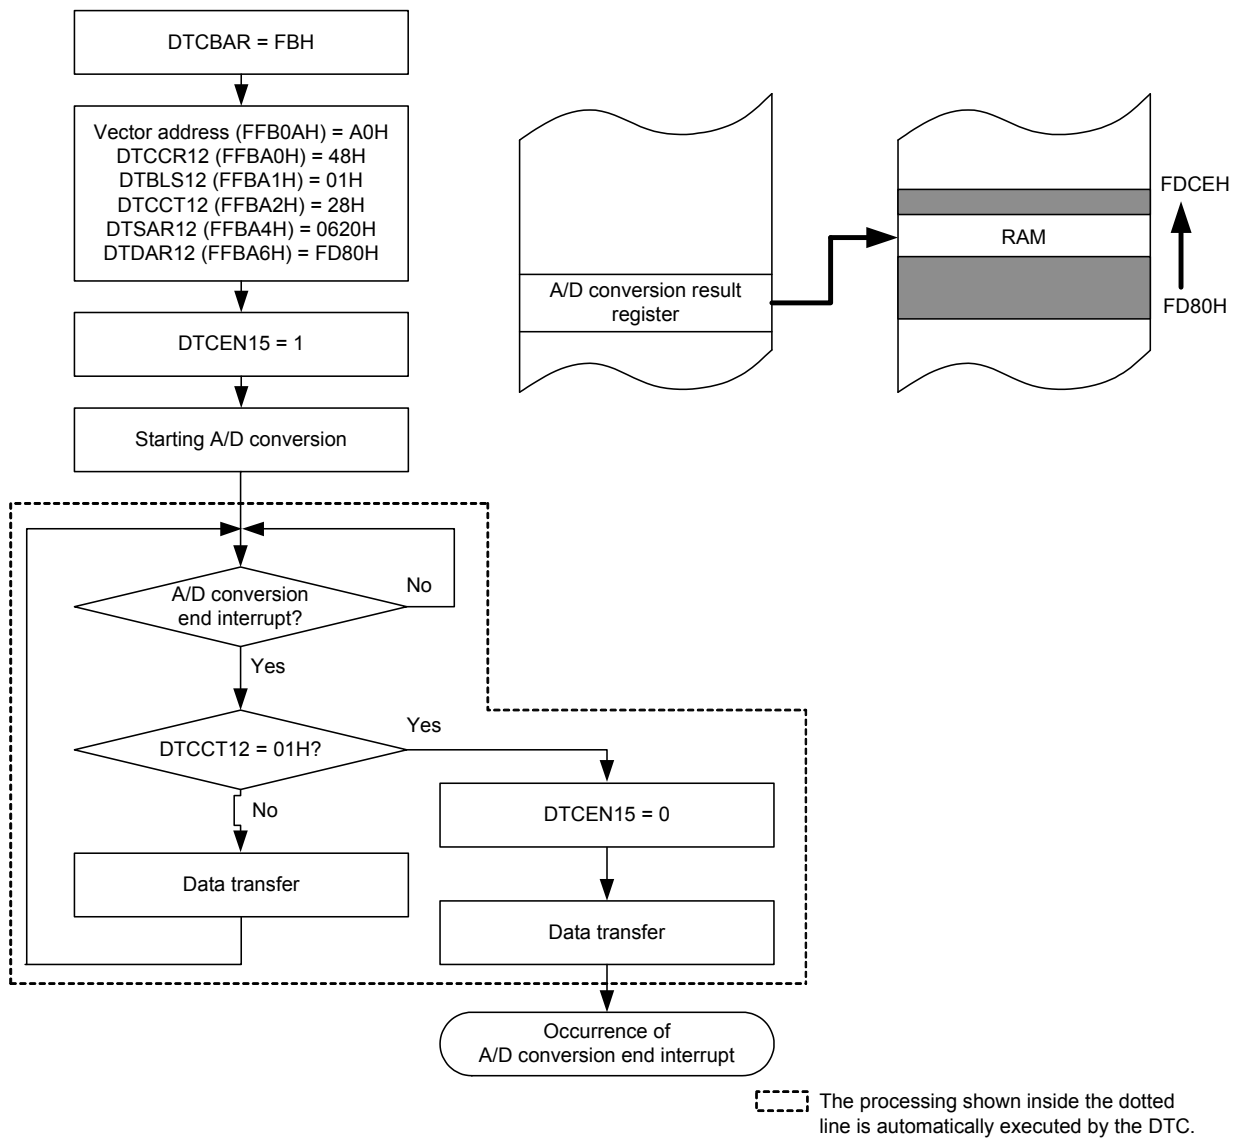 DTCBAR = FBH
Vector address (FFB0AH) = A0H
DTCCR12 (FFBA0H) = 48H
DTBLS12 (FFBA1H) = 01H
DTCCT12 (FFBA2H) = 28H
DTSAR12 (FFBA4H) = 0620H
DTDAR12 (FFBA6H) = FD80H
DTCEN15 = 1
Starting A/D conversion
A/D conversion
end interrupt?
No
Yes
DTCCT12 = 01H?
Yes
No
Data transfer
DTCEN15 = 0
Data transfer
Occurrence of
A/D conversion end interrupt
A/D conversion result
register
RAM
FDCEH
FD80H
The processing shown inside the dotted
line is automatically executed by the DTC.